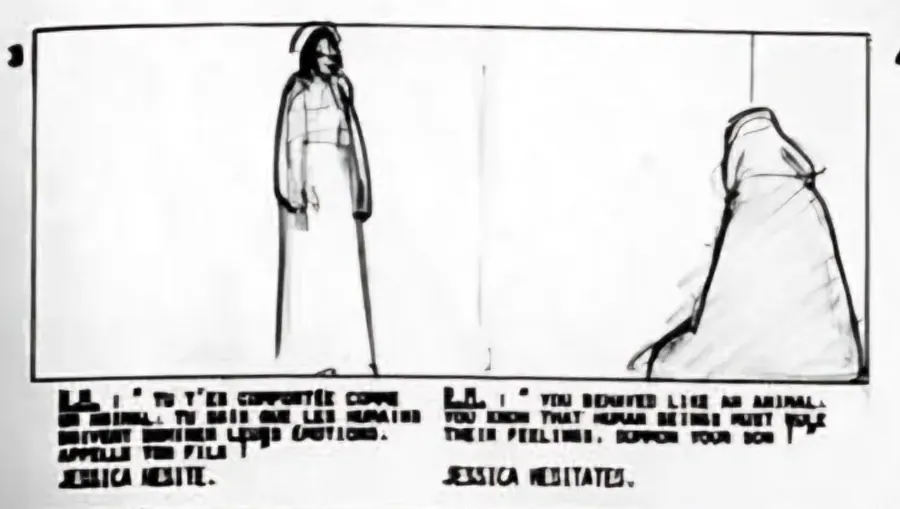 : " TU T'ES COMPORTÉE COMME
UN ANIMAL. TU SAIS QUE LES HUMAINS
DOIVENT DOMINER LEURS ÉMOTIONS.
APPELLE TON FILS ! "
JESSICA HESITE.
: " YOU BEHAVED LIKE AN ANIMAL.
YOU KNOW THAT HUMAN BEINGS MUST RULE
THEIR FEELINGS. SUMMON YOUR SON ! "
JESSICA HESITATES.